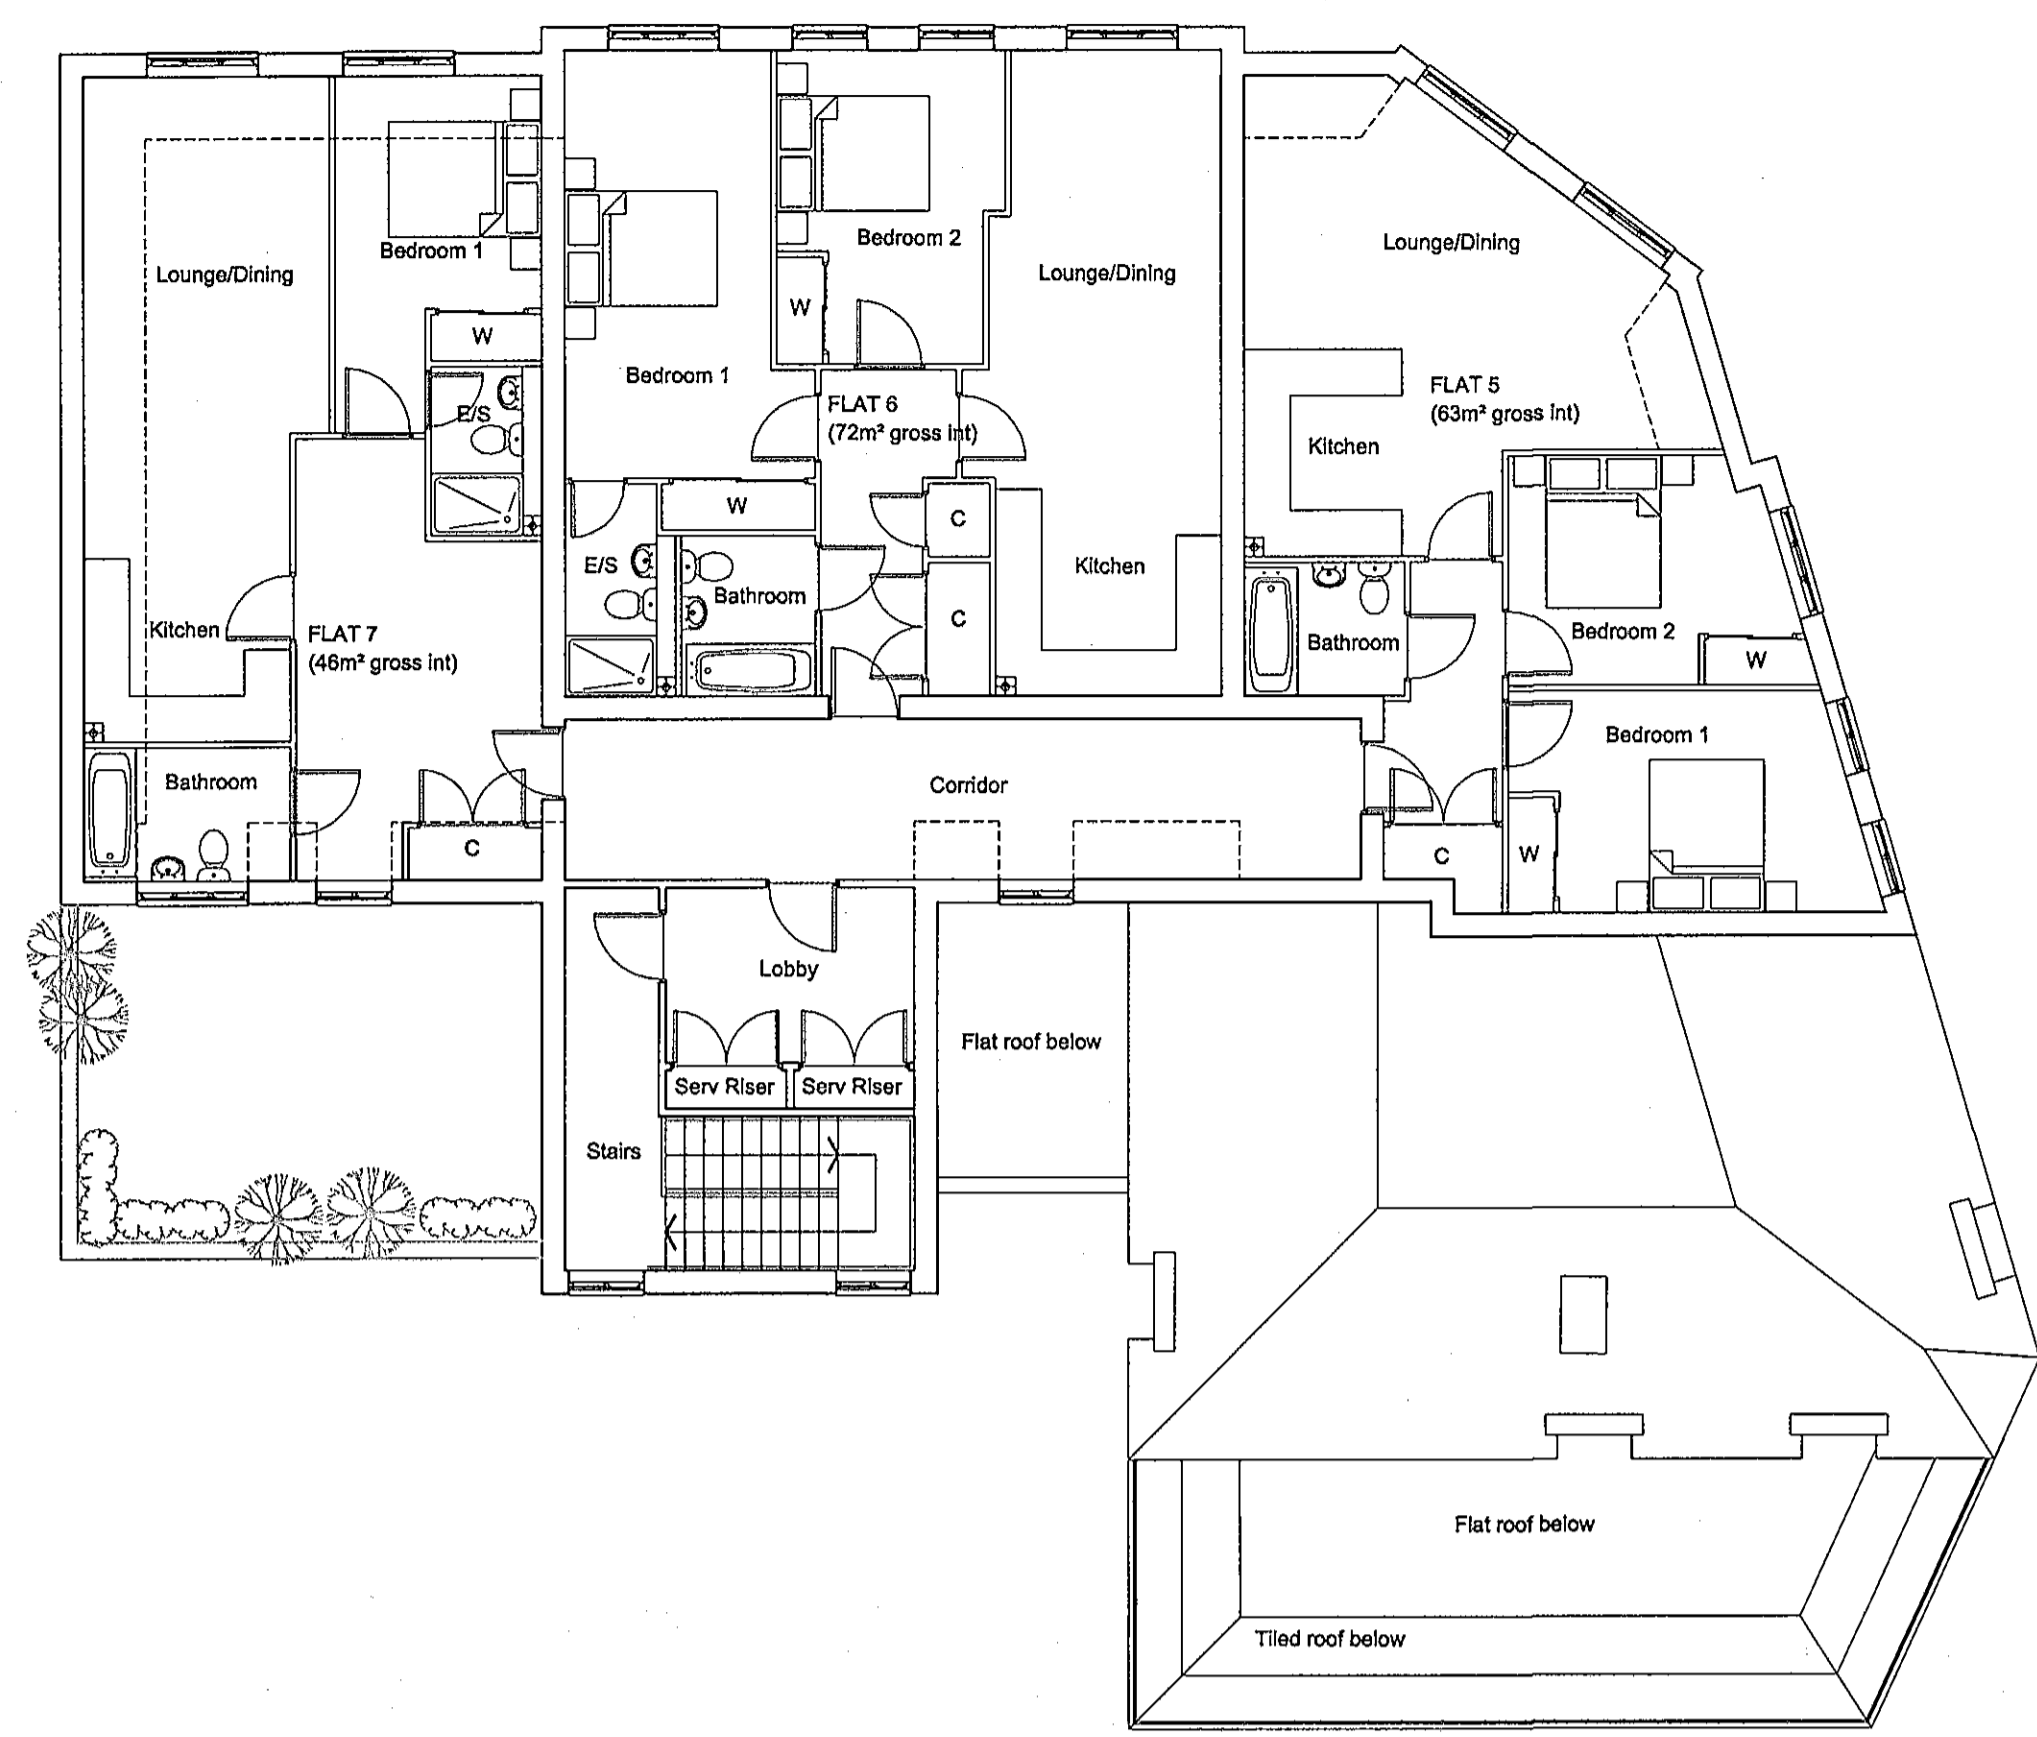 Lounge/Dining
Bedroom 1
W
E/S
Kitchen
FLAT 7
(46m² gross int)
Bathroom
C
Bedroom 1
Bedroom 2
W
Lounge/Dining
FLAT 6
(72m² gross int)
W
E/S
Bathroom
C
C
Kitchen
Lounge/Dining
FLAT 5
(63m² gross int)
Kitchen
Bathroom
Bedroom 2
W
Bedroom 1
C
W
Corridor
Lobby
Serv Riser
Serv Riser
Stairs
Flat roof below
Flat roof below
Tiled roof below